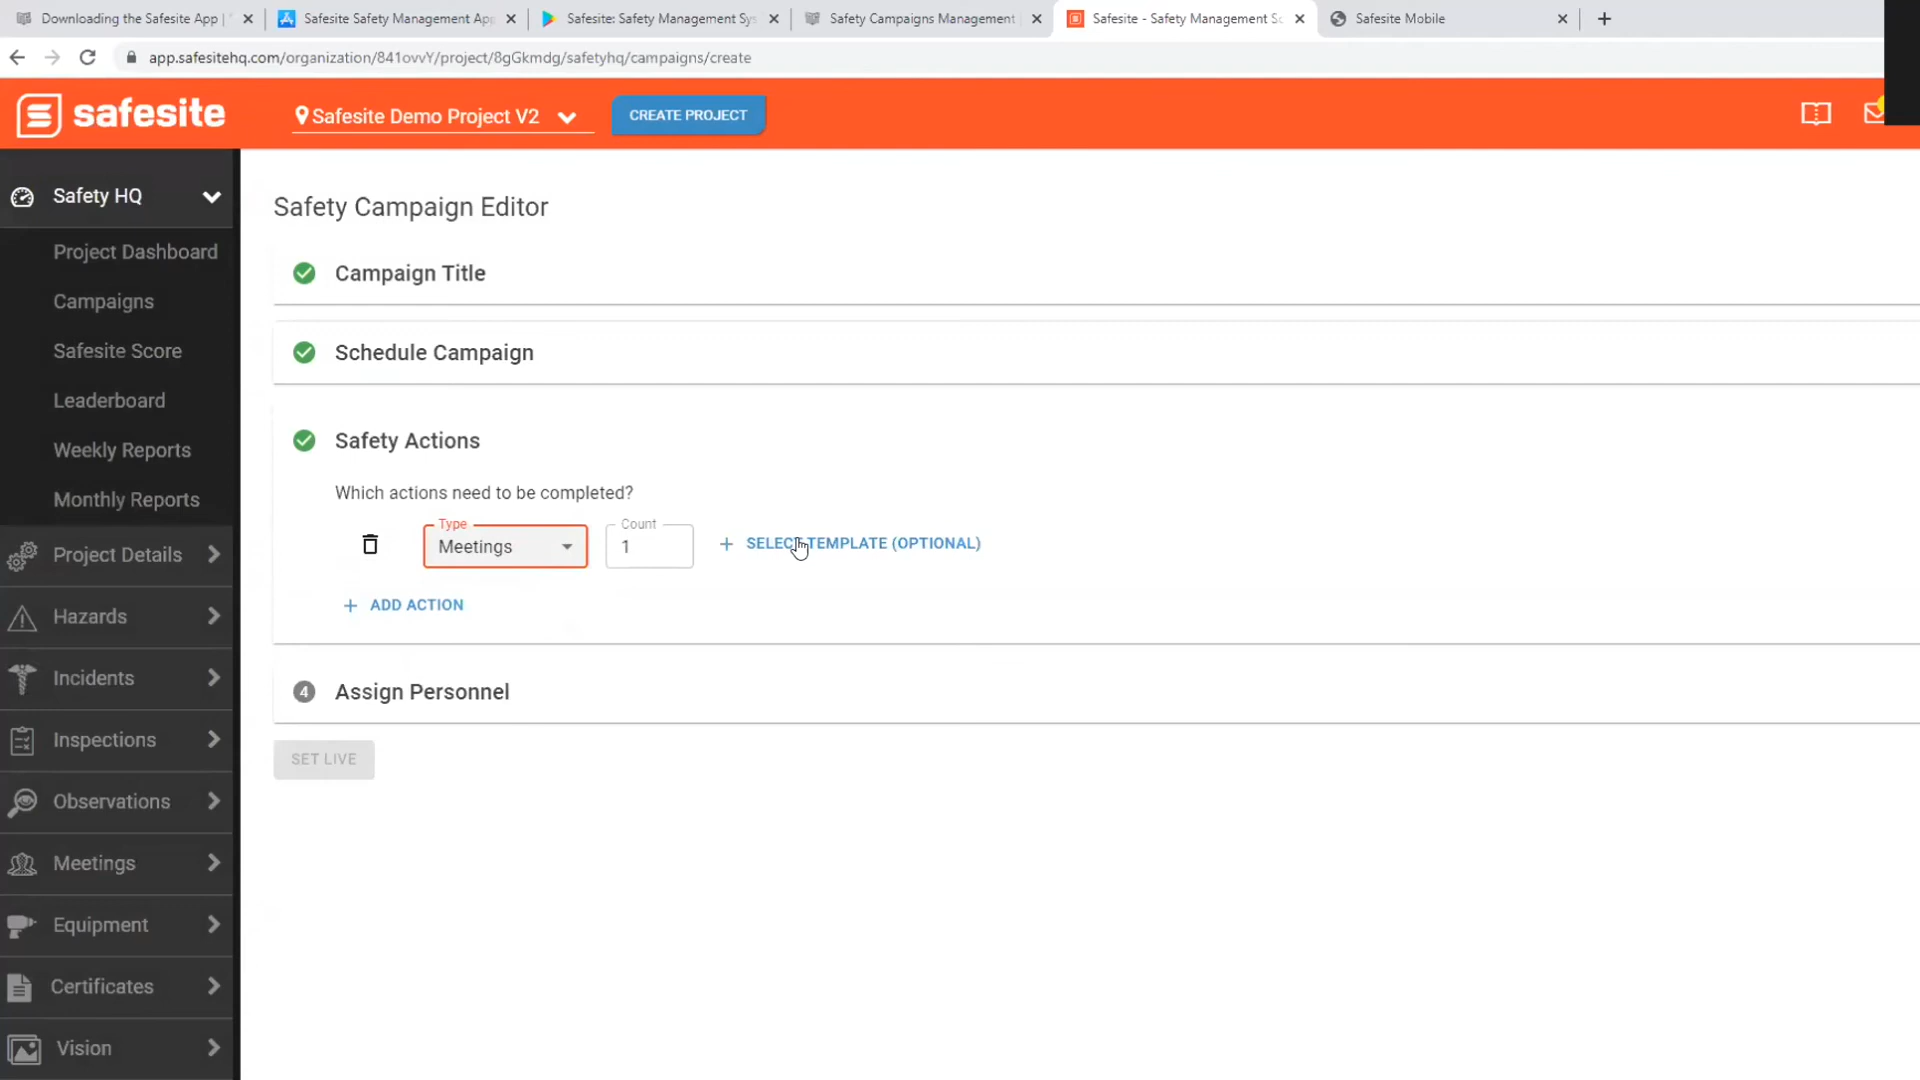 Downloading the Safesite App |
Safesite Safety Management App
Safesite: Safety Management Sys
Safety Campaigns Management
Safesite - Safety Management So
Safesite Mobile
app.safesitehq.com/organization/841ovvY/project/8gGkmdg/safetyhq/campaigns/create
safesite
Safesite Demo Project V2
CREATE PROJECT
Safety HQ
Project Dashboard
Campaigns
Safesite Score
Leaderboard
Weekly Reports
Monthly Reports
Project Details
Hazards
Incidents
Inspections
Observations
Meetings
Equipment
Certificates
Vision
Safety Campaign Editor
Campaign Title
Schedule Campaign
Safety Actions
Which actions need to be completed?
Type
Meetings
Count
1
+ SELECT TEMPLATE (OPTIONAL)
+ ADD ACTION
4 Assign Personnel
SET LIVE